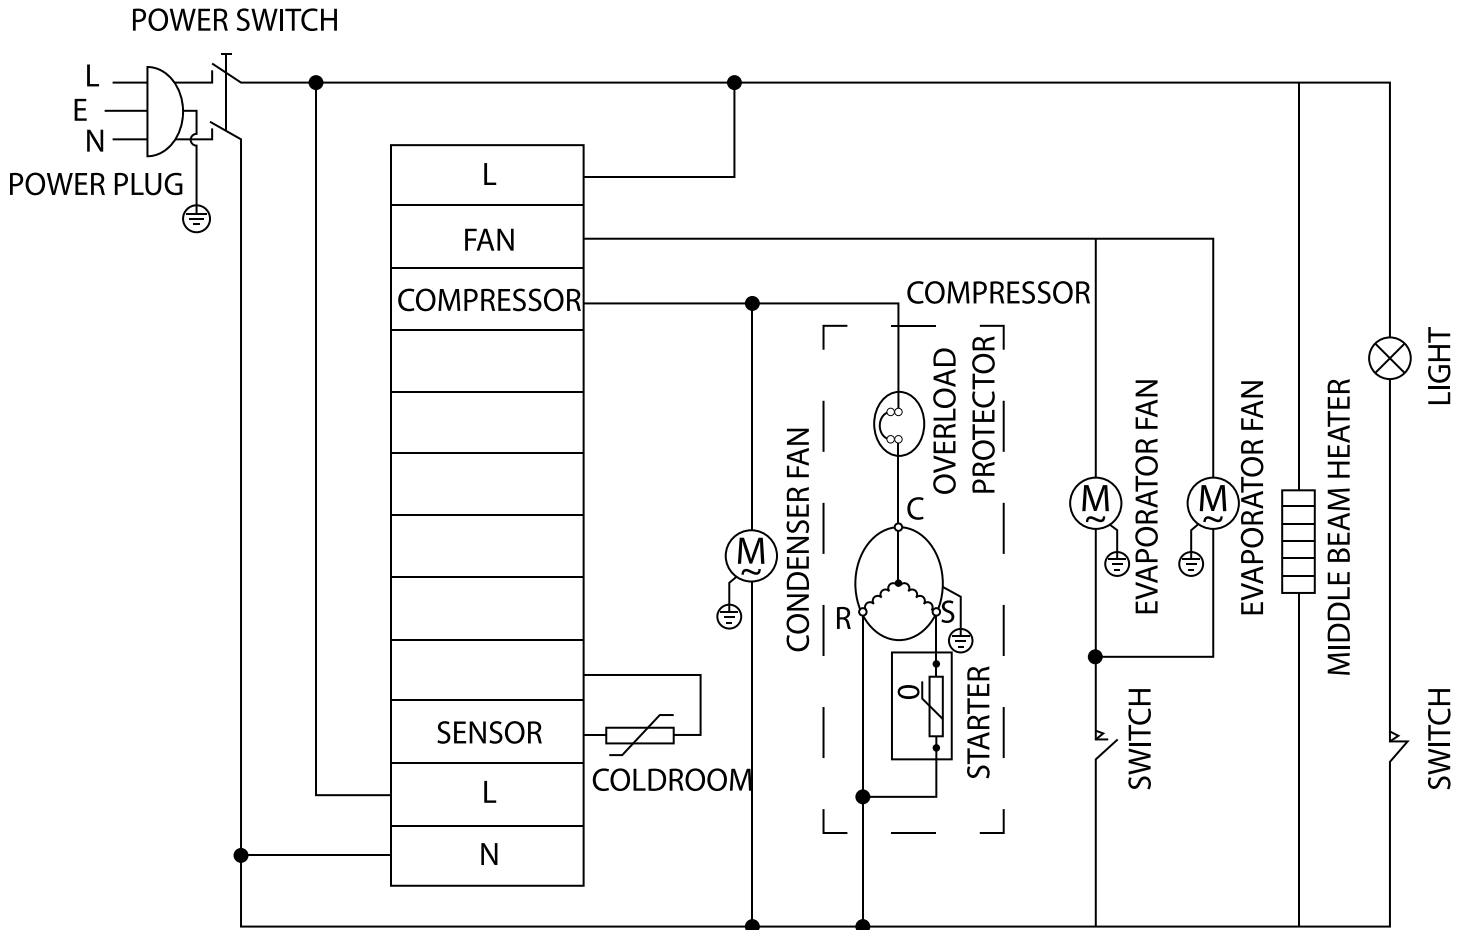 POWER SWITCH
L
E
N
POWER PLUG
L
FAN
COMPRESSOR
SENSOR
L
N
COLDROOM
COMPRESSOR
OVERLOAD
PROTECTOR
CONDENSER FAN
M
~
C
R
S
0
STARTER
M
~
EVAPORATOR FAN
M
~
EVAPORATOR FAN
MIDDLE BEAM HEATER
LIGHT
SWITCH
SWITCH